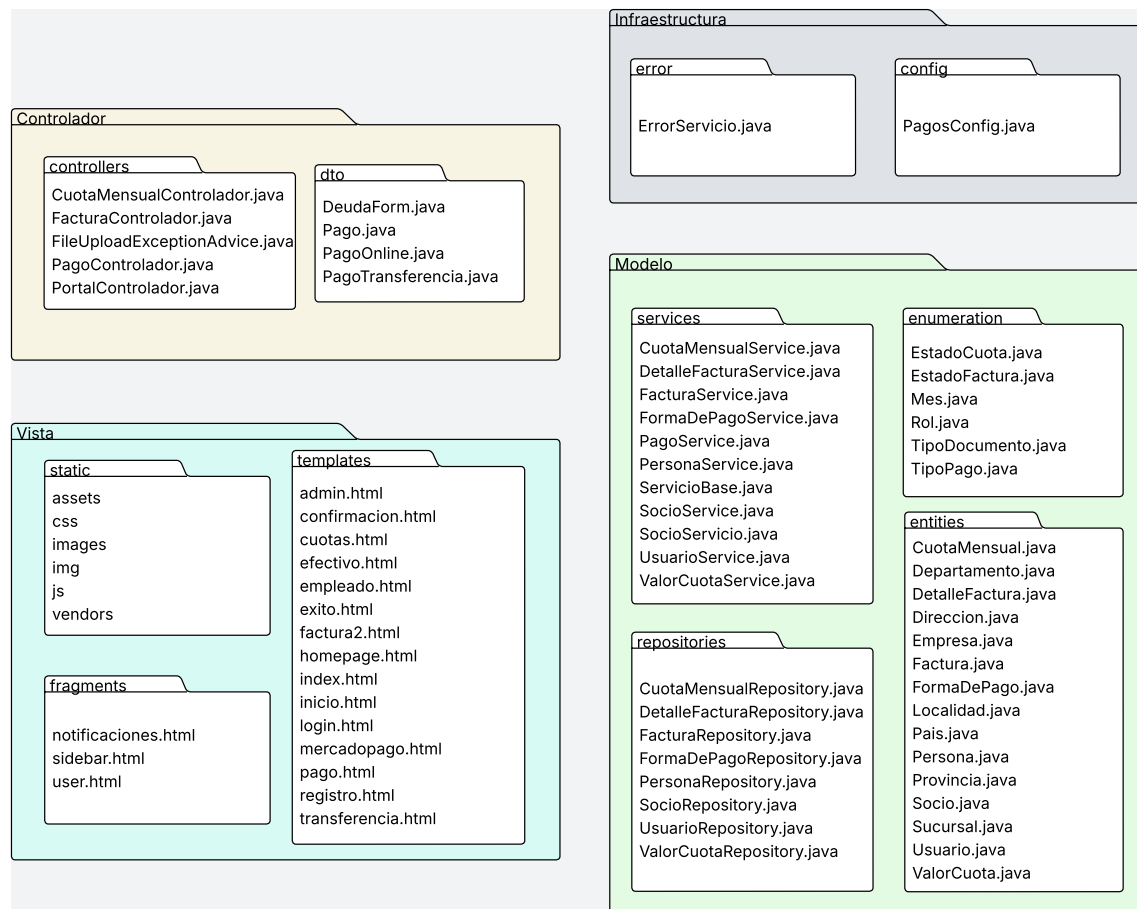 Infraestructura
error
ErrorServicio.java
config
PagosConfig.java
Controlador
controllers
CuotaMensualControlador.java
FacturaControlador.java
FileUploadExceptionAdvice.java
PagoControlador.java
PortalControlador.java
dto
DeudaForm.java
Pago.java
PagoOnline.java
PagoTransferencia.java
Modelo
services
CuotaMensualService.java
DetalleFacturaService.java
FacturaService.java
FormaDePagoService.java
PagoService.java
PersonaService.java
ServicioBase.java
SocioService.java
SocioServicio.java
UsuarioService.java
ValorCuotaService.java
enumeration
EstadoCuota.java
EstadoFactura.java
Mes.java
Rol.java
TipoDocumento.java
TipoPago.java
repositories
CuotaMensualRepository.java
DetalleFacturaRepository.java
FacturaRepository.java
FormaDePagoRepository.java
PersonaRepository.java
SocioRepository.java
UsuarioRepository.java
ValorCuotaRepository.java
entities
CuotaMensual.java
Departamento.java
DetalleFactura.java
Direccion.java
Empresa.java
Factura.java
FormaDePago.java
Localidad.java
Pais.java
Persona.java
Provincia.java
Socio.java
Sucursal.java
Usuario.java
ValorCuota.java
Vista
static
assets
css
images
img
js
vendors
fragments
notificaciones.html
sidebar.html
user.html
templates
admin.html
confirmacion.html
cuotas.html
efectivo.html
empleado.html
exito.html
factura2.html
homepage.html
index.html
inicio.html
login.html
mercadopago.html
pago.html
registro.html
transferencia.html